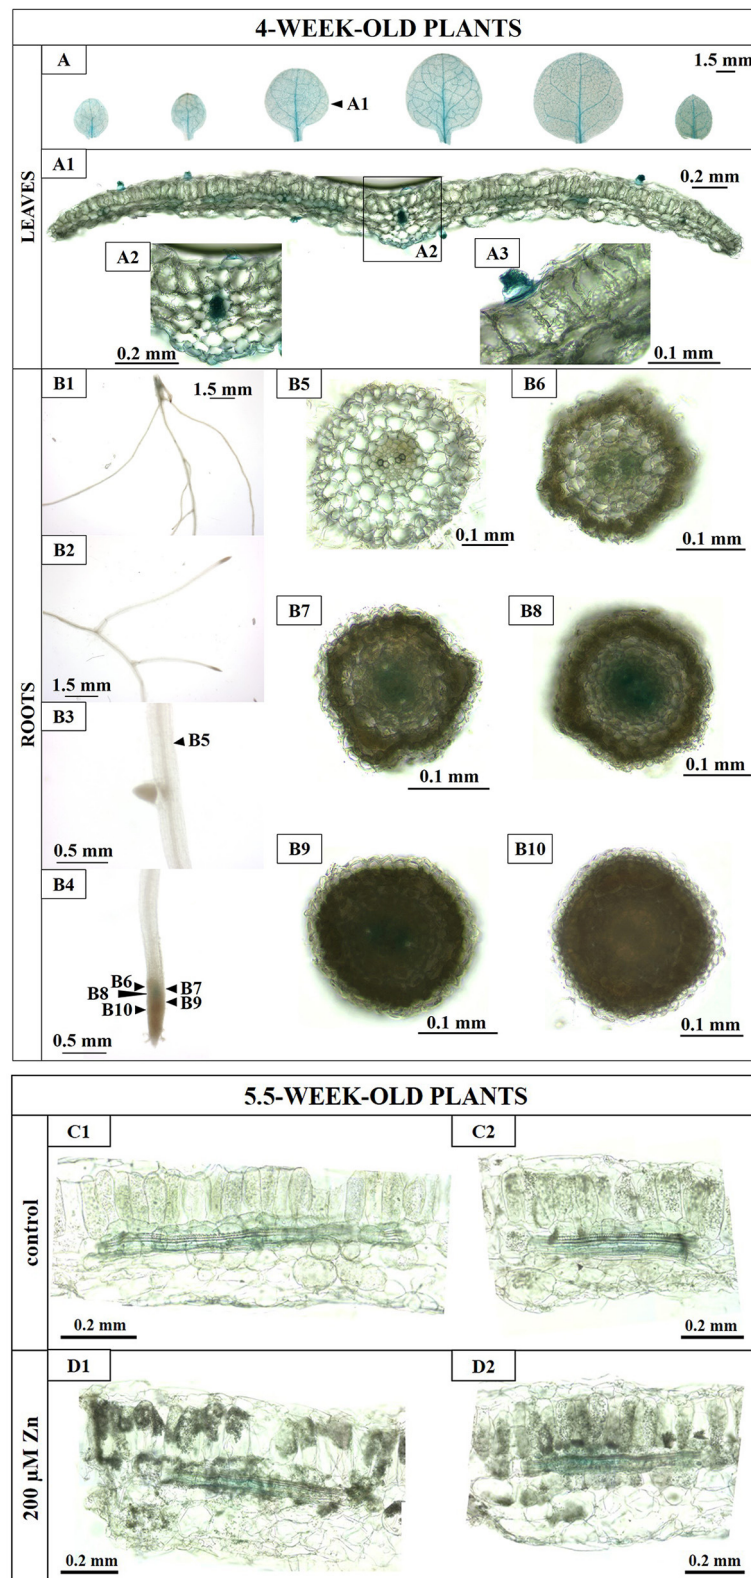 4-WEEK-OLD PLANTS
LEAVES
A
1.5 mm
A1
A1
0.2 mm
A2
A2
0.2 mm
A3
0.1 mm
ROOTS
B1
1.5 mm
B5
0.1 mm
B6
0.1 mm
B2
1.5 mm
B7
0.1 mm
B8
0.1 mm
B3
B5
0.5 mm
B4
B6
B7
B8
B9
B10
0.5 mm
B9
0.1 mm
B10
0.1 mm
5.5-WEEK-OLD PLANTS
control
C1
0.2 mm
C2
0.2 mm
200 µM Zn
D1
0.2 mm
D2
0.2 mm